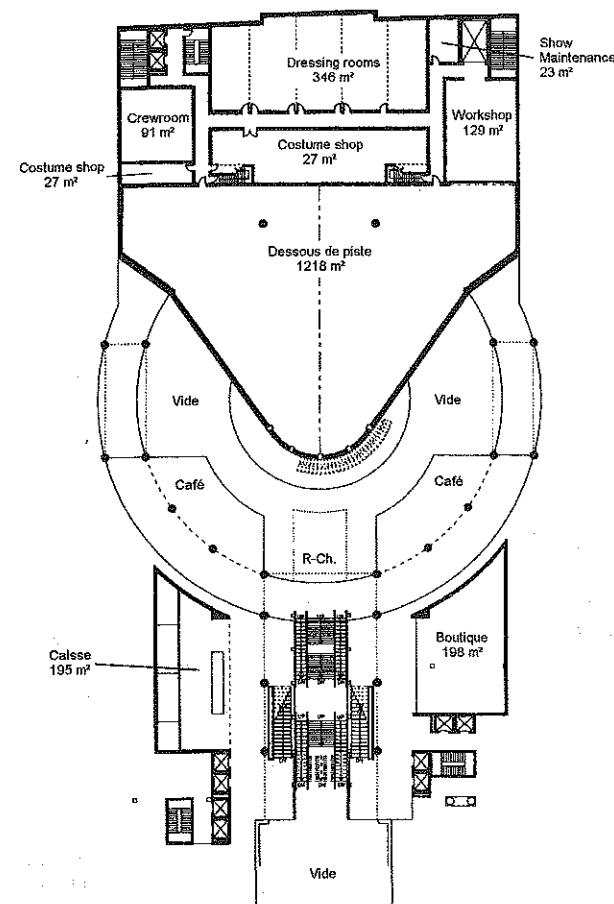 Dressing rooms
346 m²
Show
Maintenance
23 m²
Crewroom
91 m²
Workshop
129 m²
Costume shop
27 m²
Costume shop
27 m²
Dessous de piste
1218 m²
Vide
Vide
Café
Café
R-Ch.
Caisse
195 m²
Boutique
198 m²
Vide